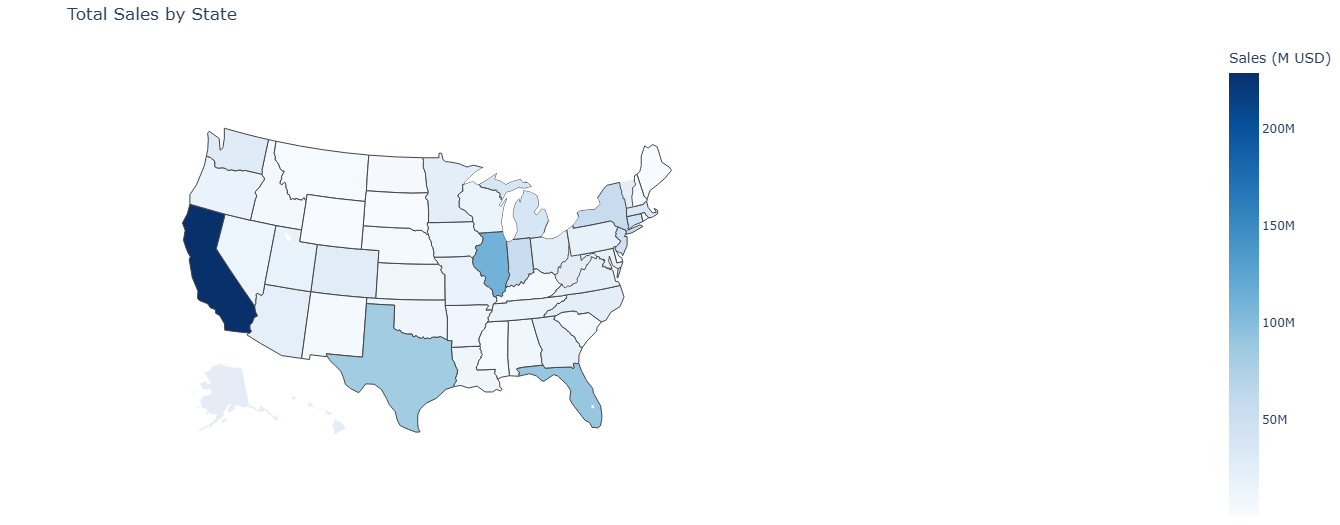 Total Sales by State
Sales (M USD)
200M
150M
100M
50M